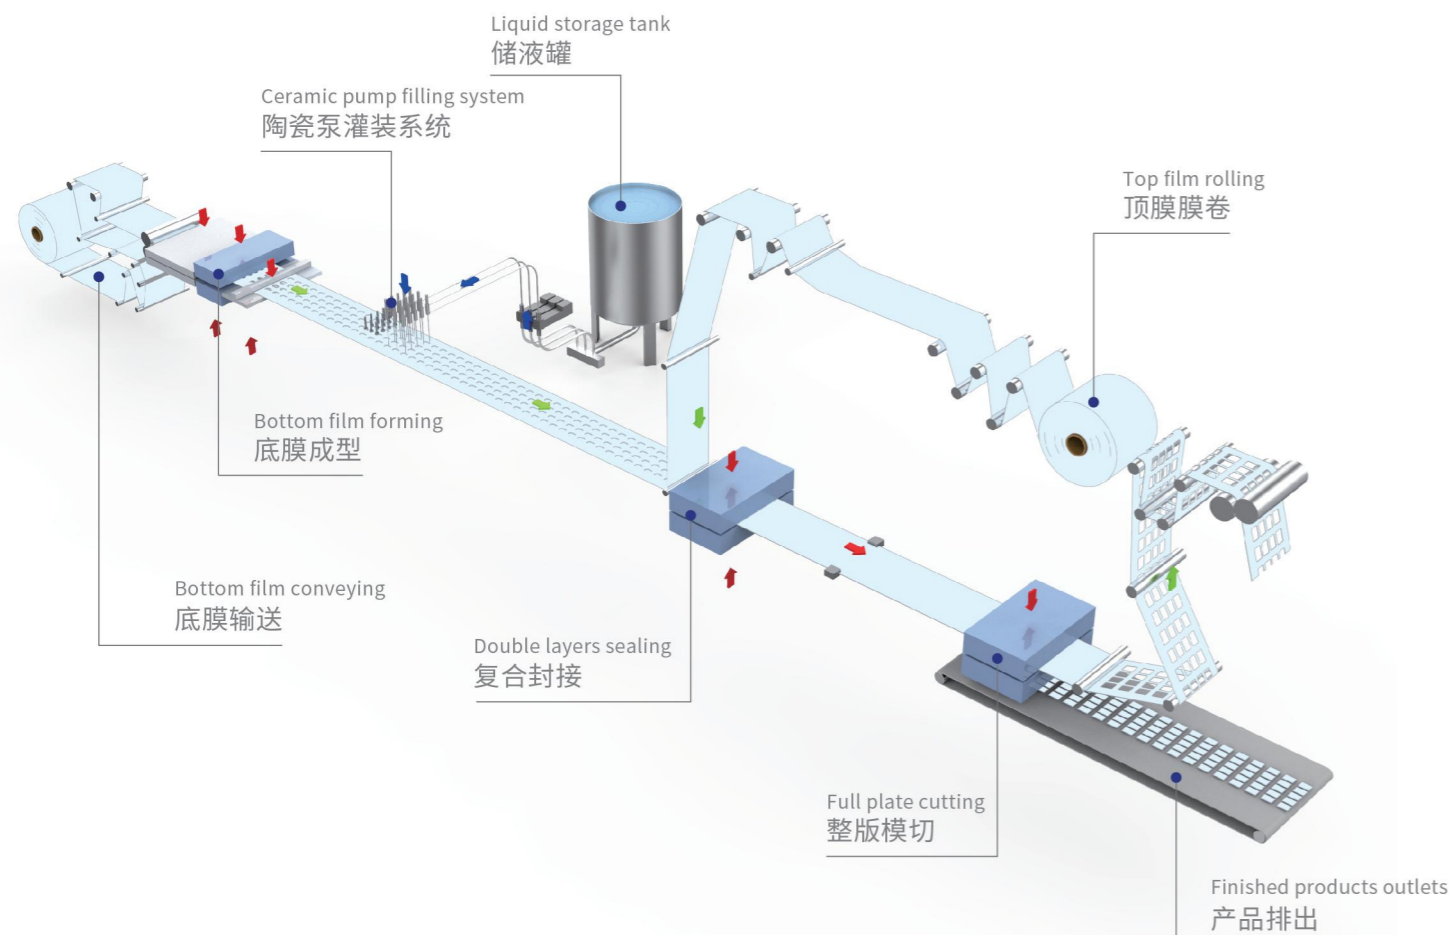 Liquid storage tank
储液罐
Ceramic pump filling system
陶瓷泵灌装系统
Top film rolling
顶膜膜卷
Bottom film forming
底膜成型
Bottom film conveying
底膜输送
Double layers sealing
复合封接
Full plate cutting
整版模切
Finished products outlets
产品排出